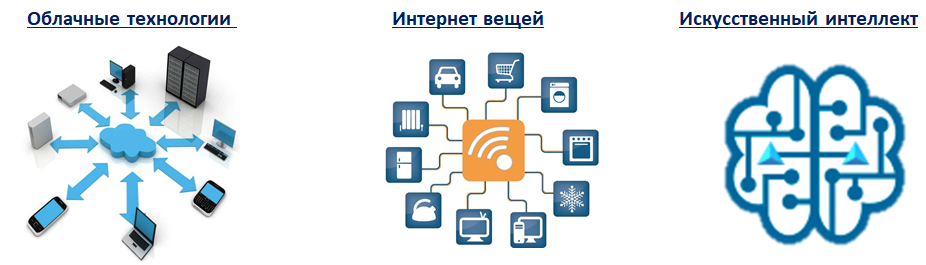 Облачные технологии
Интернет вещей
Искусственный интеллект